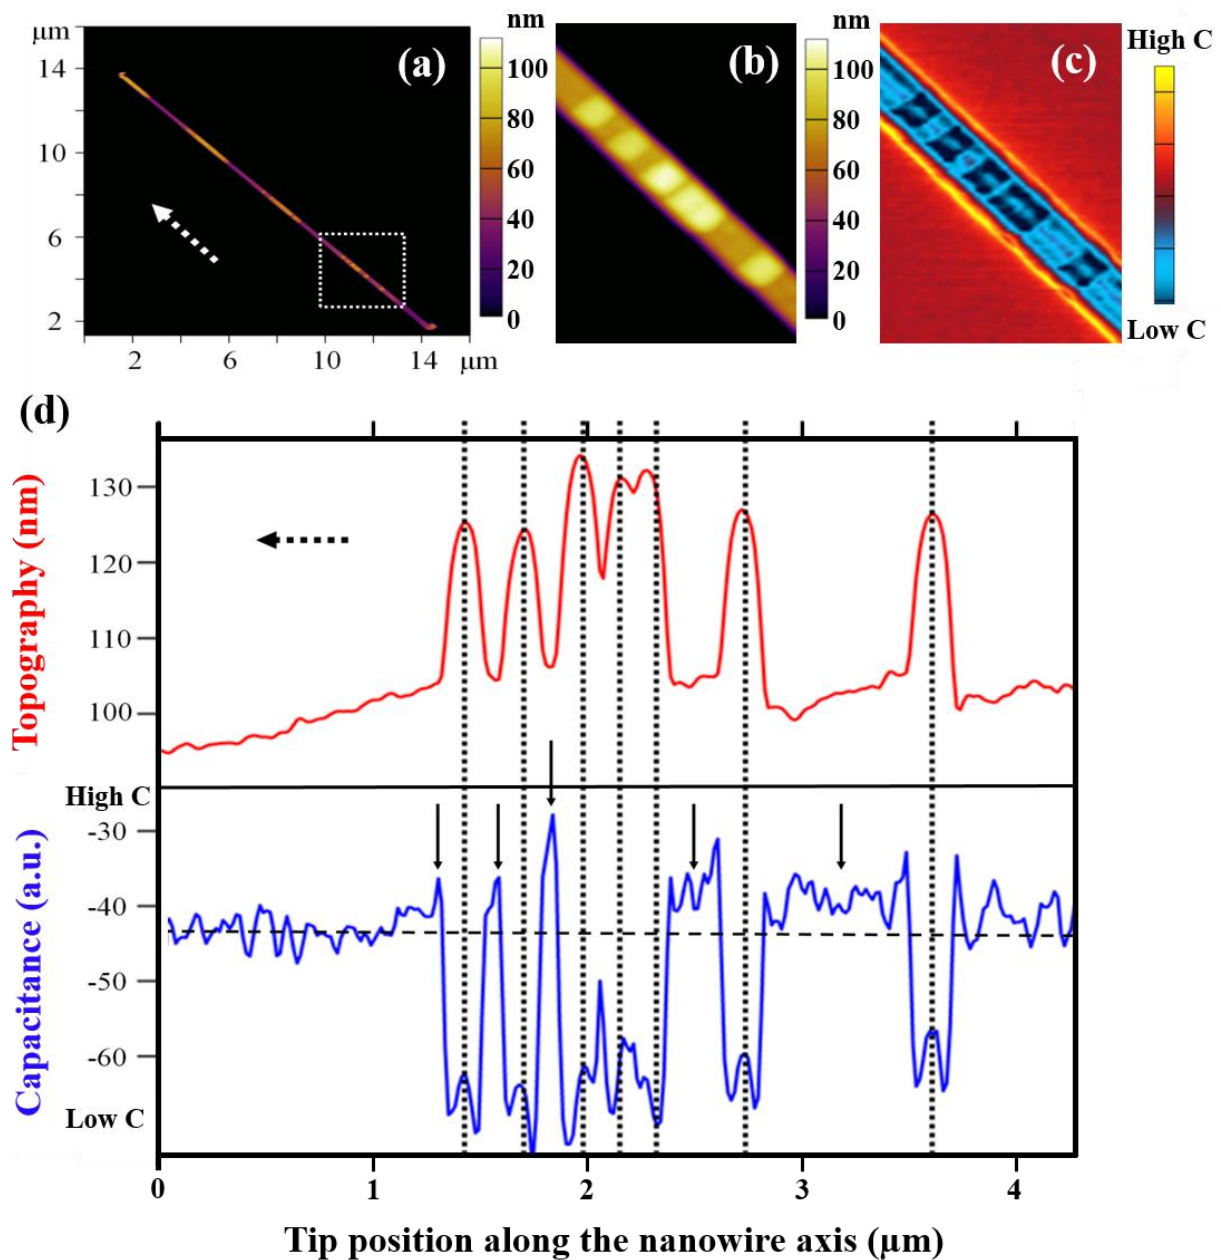 μm
14
10
6
2
2 6 10 14 μm
(a)
nm
100
80
60
40
20
0
(b)
nm
100
80
60
40
20
0
(c)
High C
Low C
(d)
Topography (nm)
130
120
110
100
High C
Capacitance (a.u.)
-30
-40
-50
-60
Low C
0 1 2 3 4
Tip position along the nanowire axis (μm)